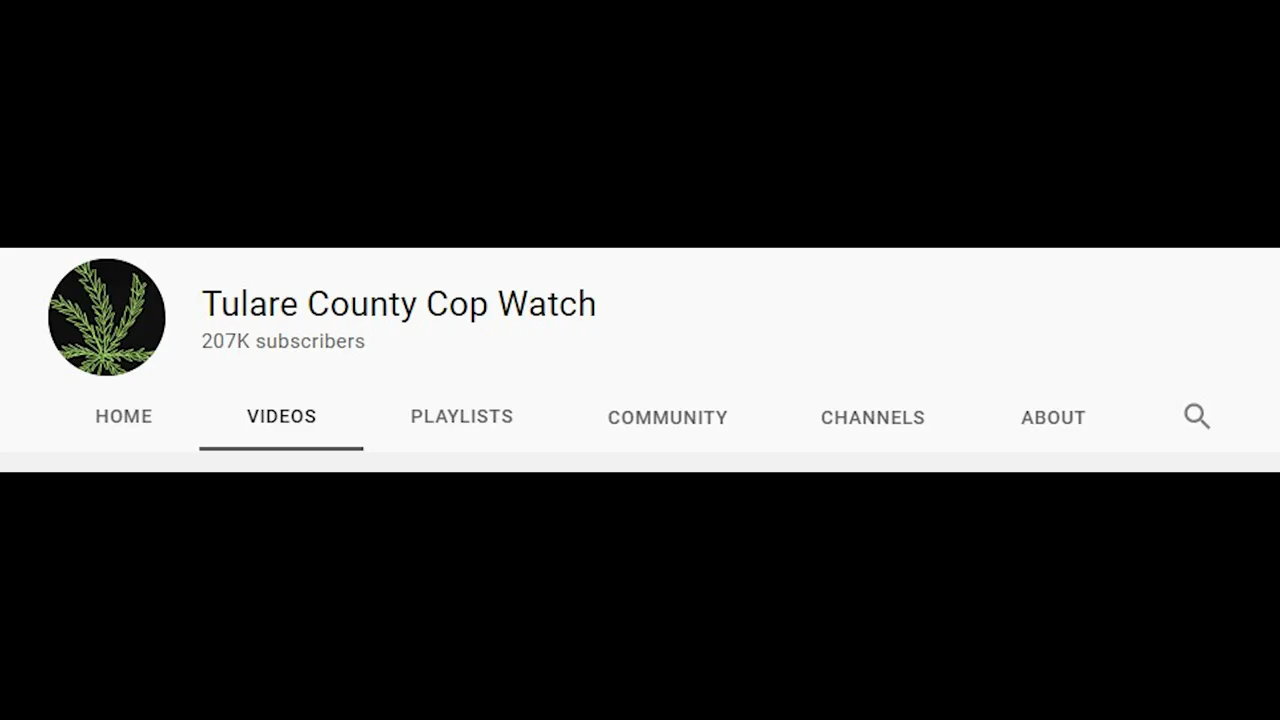 Tulare County Cop Watch
207K subscribers
HOME VIDEOS PLAYLISTS COMMUNITY CHANNELS ABOUT